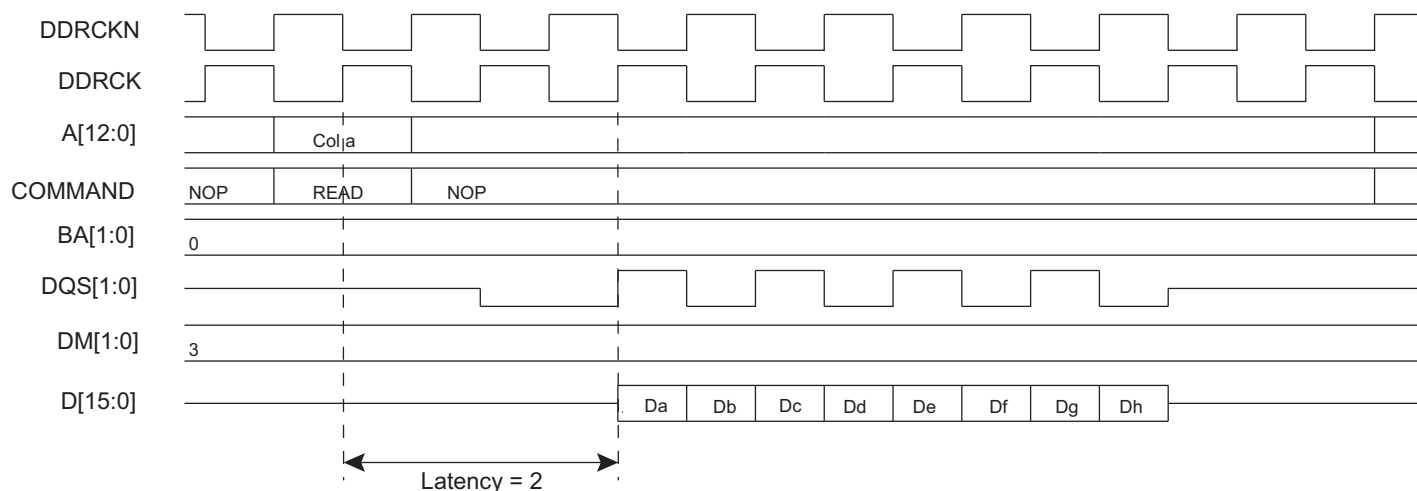 DDRCKN
DDRCK
A[12:0]
Col a
COMMAND
NOP READ NOP
BA[1:0]
0
DQS[1:0]
DM[1:0]
3
D[15:0]
Da Db Dc Dd De Df Dg Dh
Latency = 2